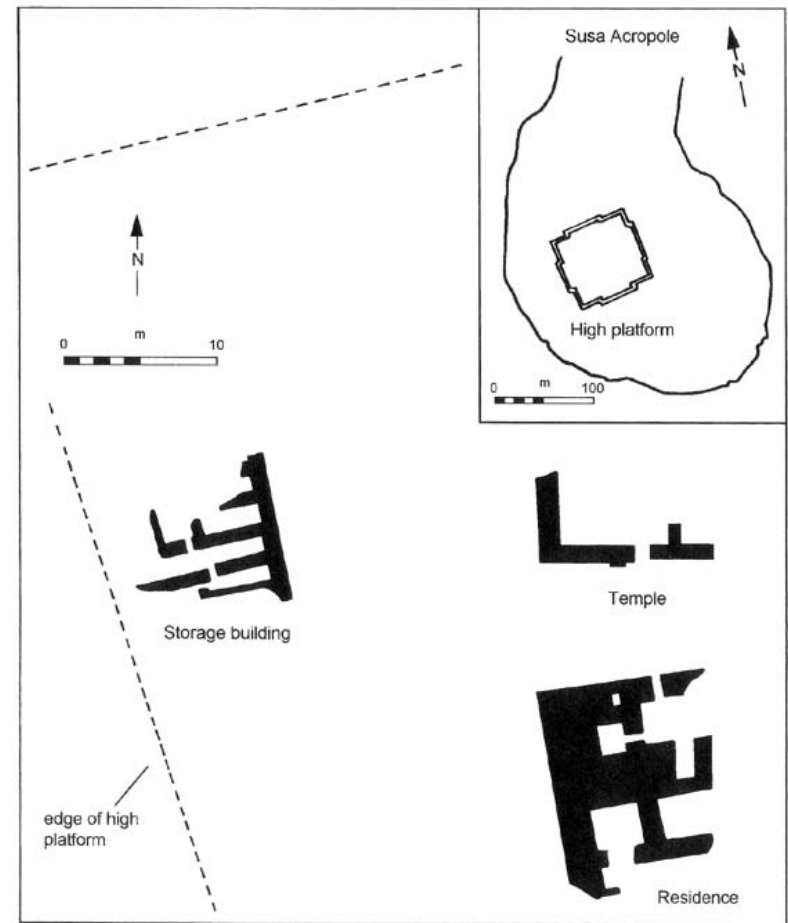 Susa Acropole
N
High platform
0 m 100
N
0 m 10
Storage building
Temple
edge of high
platform
Residence